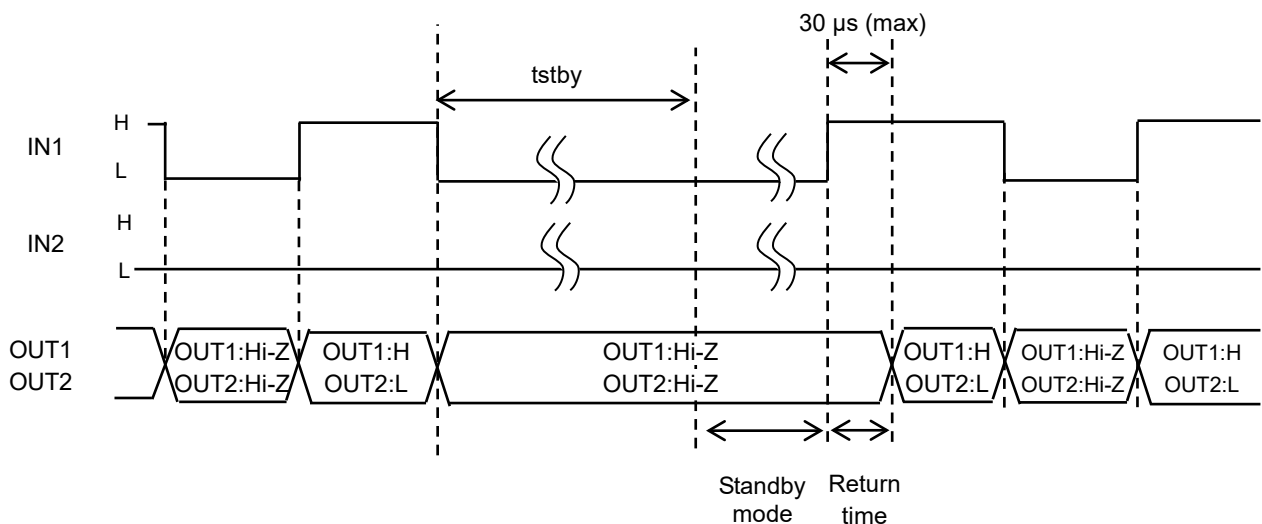 30 µs (max)
tstby
H
IN1
L
H
IN2
L
OUT1
OUT2
OUT1:Hi-Z
OUT2:Hi-Z
OUT1:H
OUT2:L
OUT1:Hi-Z
OUT2:Hi-Z
OUT1:H
OUT2:L
OUT1:Hi-Z
OUT2:Hi-Z
OUT1:H
OUT2:L
Standby
mode
Return
time